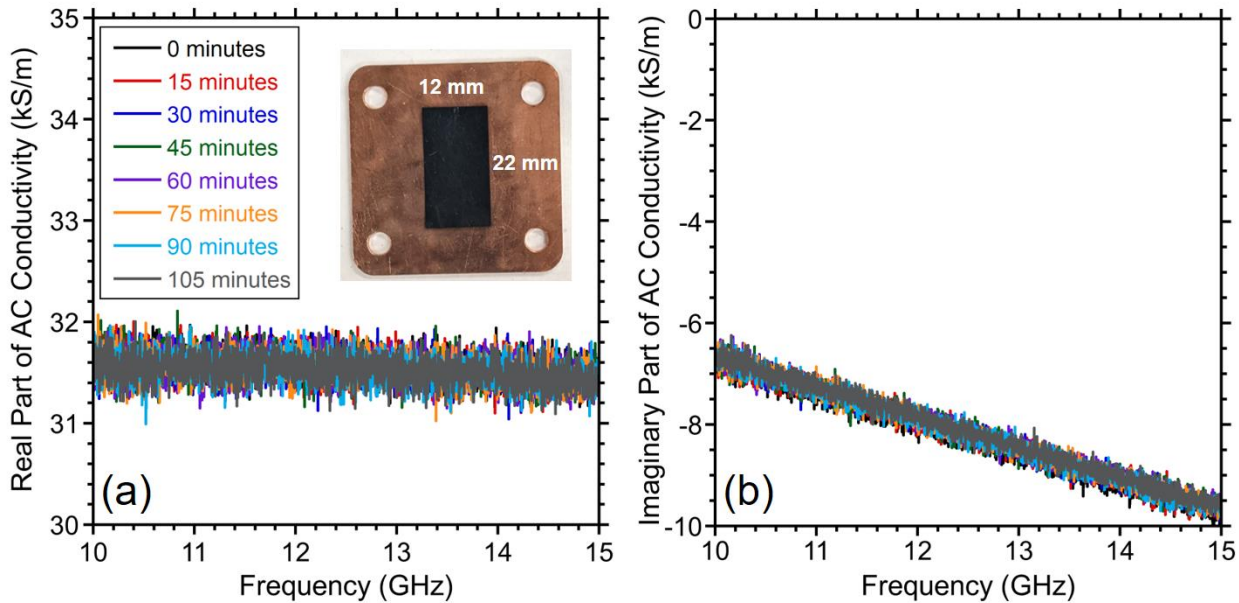 Real Part of AC Conductivity (kS/m)
35
34
33
32
31
30
0 minutes
15 minutes
30 minutes
45 minutes
60 minutes
75 minutes
90 minutes
105 minutes
12 mm
22 mm
(a)
10 11 12 13 14 15
Frequency (GHz)
Imaginary Part of AC Conductivity (kS/m)
0
-2
-4
-6
-8
-10
(b)
10 11 12 13 14 15
Frequency (GHz)